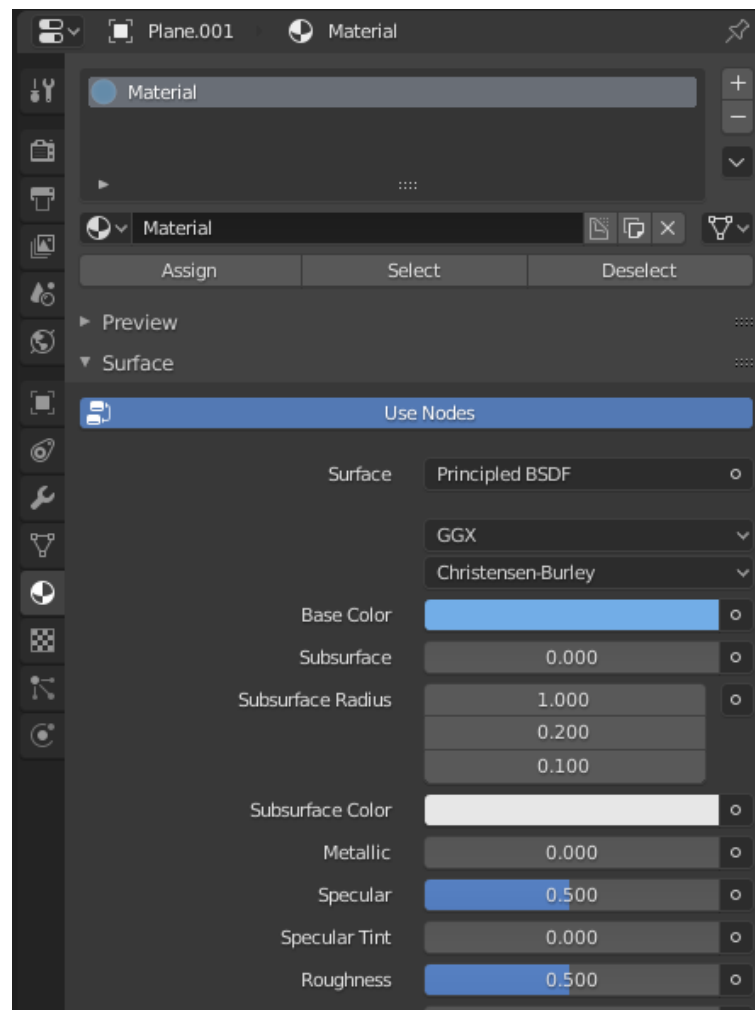 Plane.001 Material
Material
Material
Assign Select Deselect
Preview
Surface
Use Nodes
Surface Principled BSDF
GGX
Christensen-Burley
Base Color
Subsurface 0.000
Subsurface Radius 1.000
0.200
0.100
Subsurface Color
Metallic 0.000
Specular 0.500
Specular Tint 0.000
Roughness 0.500